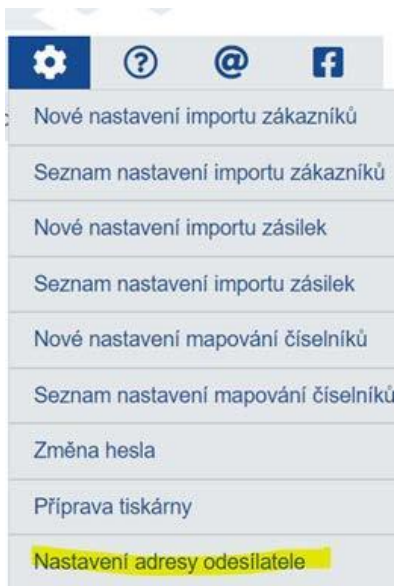 Nové nastavení importu zákazníků
Seznam nastavení importu zákazníků
Nové nastavení importu zásilek
Seznam nastavení importu zásilek
Nové nastavení mapování číselníků
Seznam nastavení mapování číselníků
Změna hesla
Příprava tiskárny
Nastavení adresy odesílatele